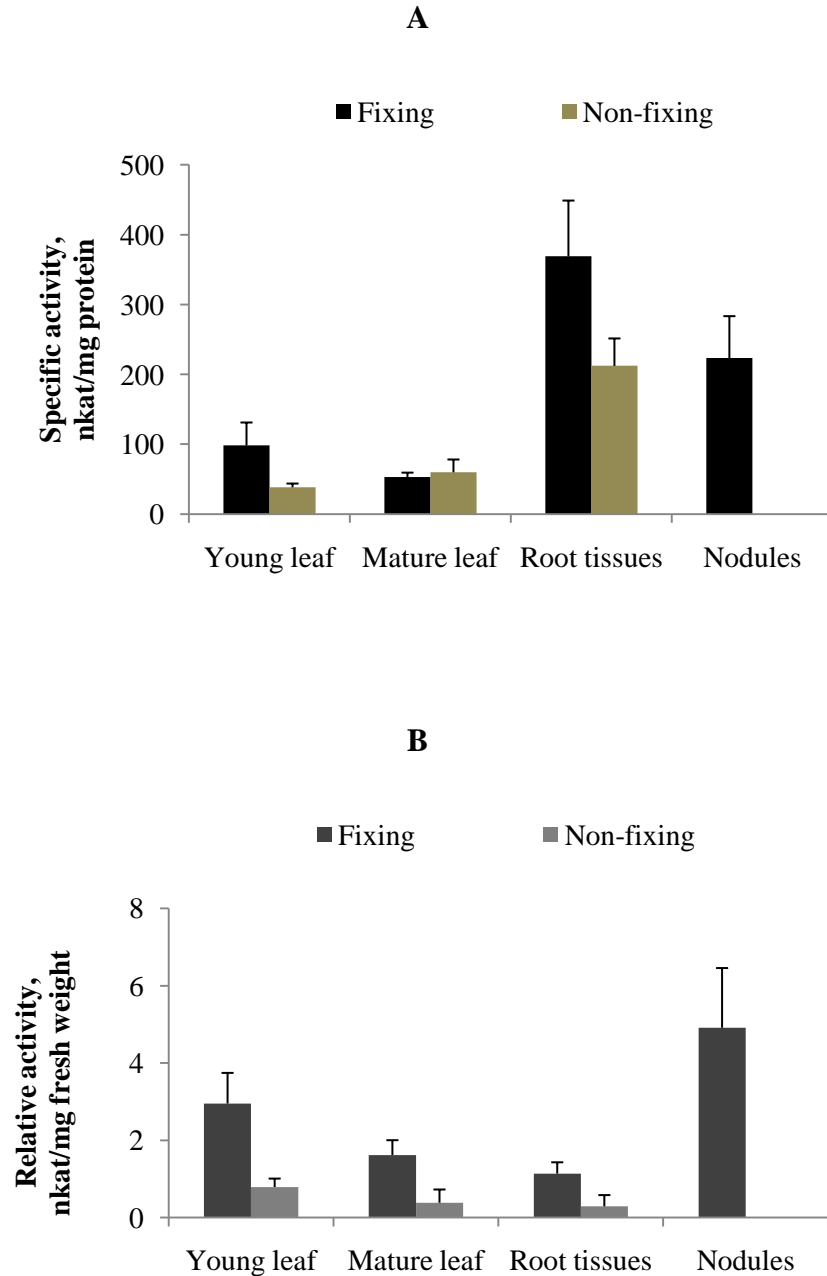 A
Fixing Non-fixing
Specific activity,
nkat/mg protein
500
400
300
200
100
0
Young leaf Mature leaf Root tissues Nodules
B
Fixing Non-fixing
Relative activity,
nkat/mg fresh weight
8
6
4
2
0
Young leaf Mature leaf Root tissues Nodules